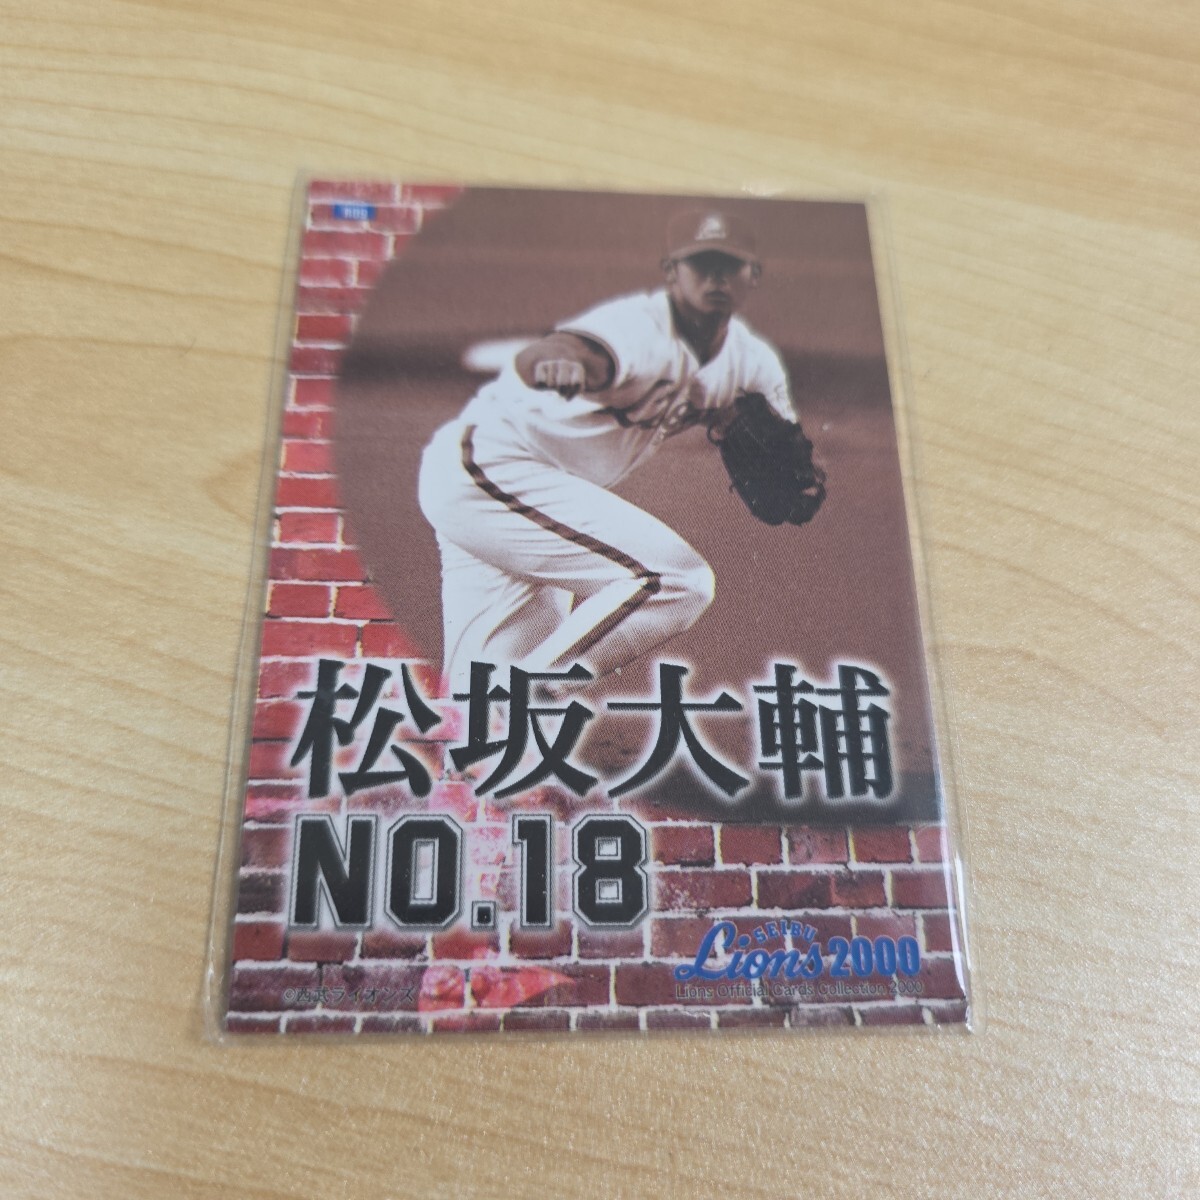 Lions
松坂大輔
NO.18
SEIBU
Lions 2000
Lions Official Cards Collection 2000
©西武ライオンズ